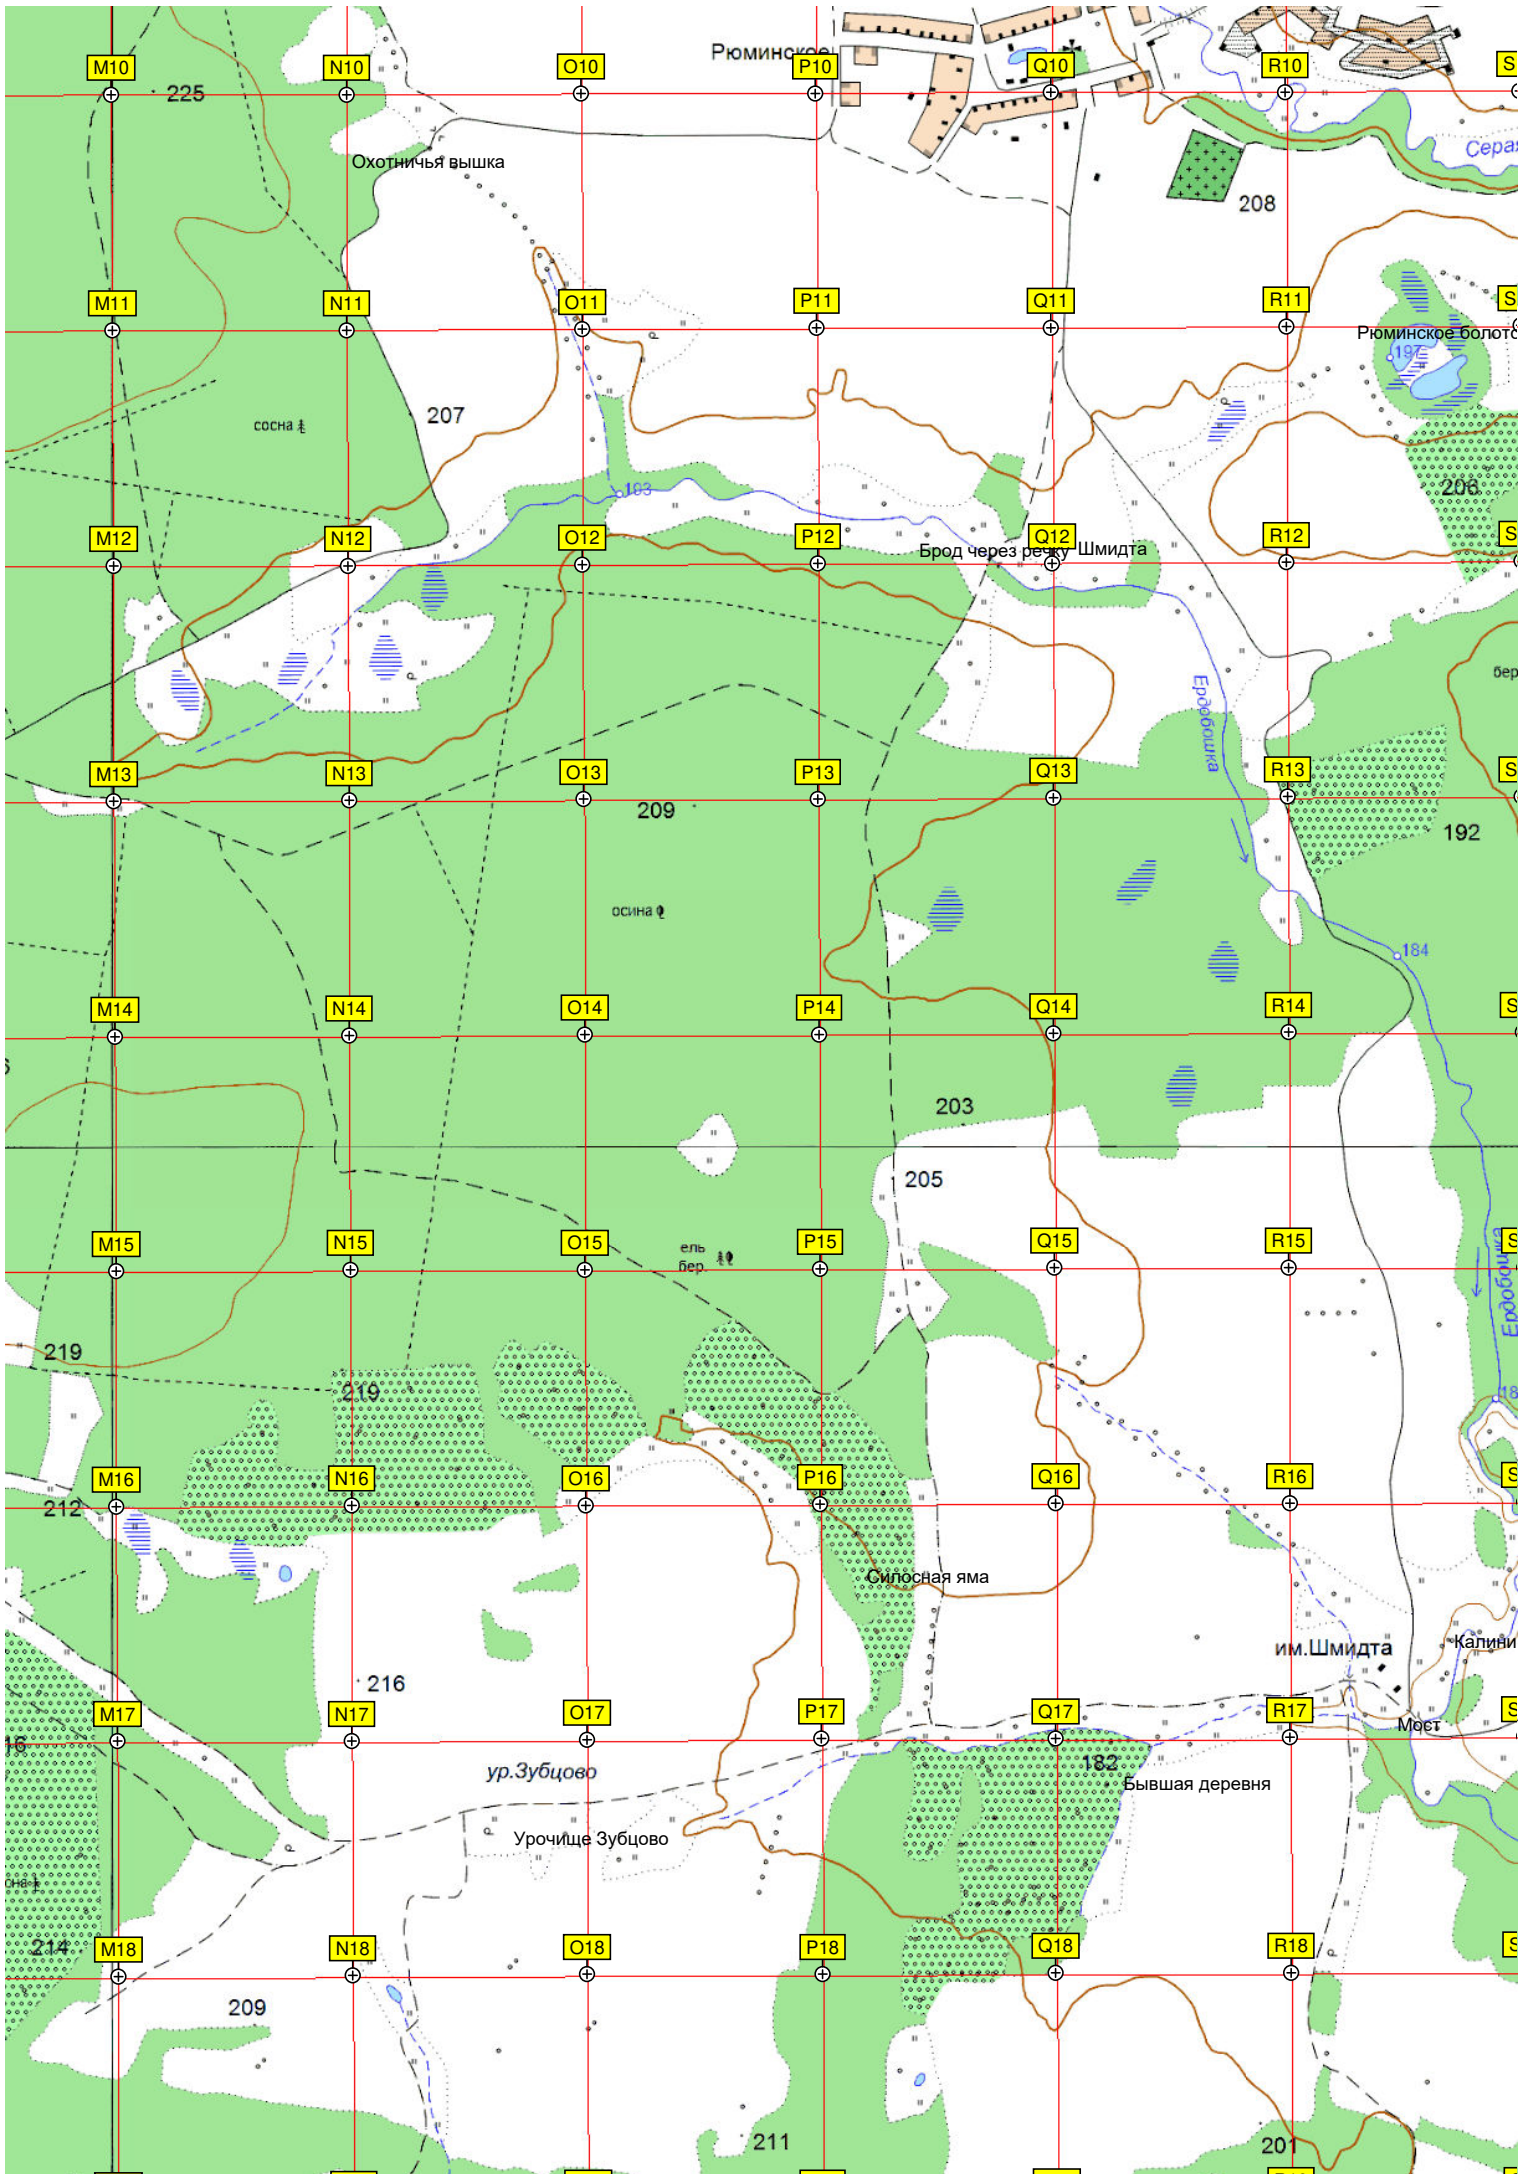 Рюминское
M10
N10
O10
P10
Q10
R10
S
225
Охотничья вышка
208
M11
N11
O11
P11
Q11
R11
S
Рюминское болото
197
207
сосна
193
206
M12
N12
O12
P12
Q12
R12
S
Брод через речку Шмидта
бер
Ердобошка
M13
N13
O13
P13
Q13
R13
S
209
192
осина
184
M14
N14
O14
P14
Q14
R14
S
203
205
M15
N15
O15
P15
Q15
R15
S
ель
бер.
Ердобошка
219
219
18
M16
N16
O16
P16
Q16
R16
S
212
Силосная яма
им.Шмидта
Калини
216
M17
N17
O17
P17
Q17
R17
S
Мост
ур.Зубцово
182
Бывшая деревня
Урочище Зубцово
214
M18
N18
O18
P18
Q18
R18
S
209
211
201